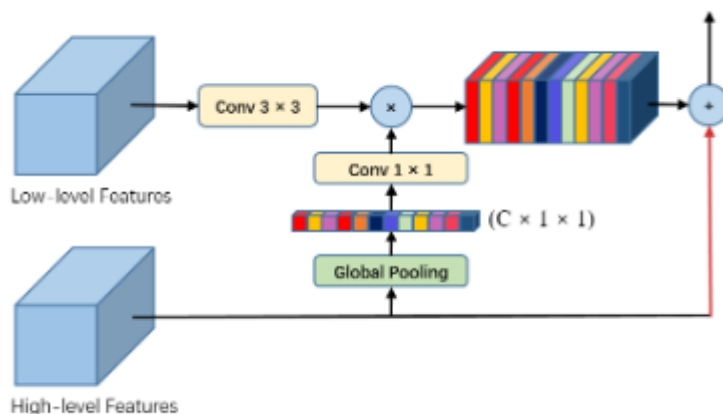 Conv 3 × 3
×
+
Conv 1 × 1
Low-level Features
(C × 1 × 1)
Global Pooling
High-level Features